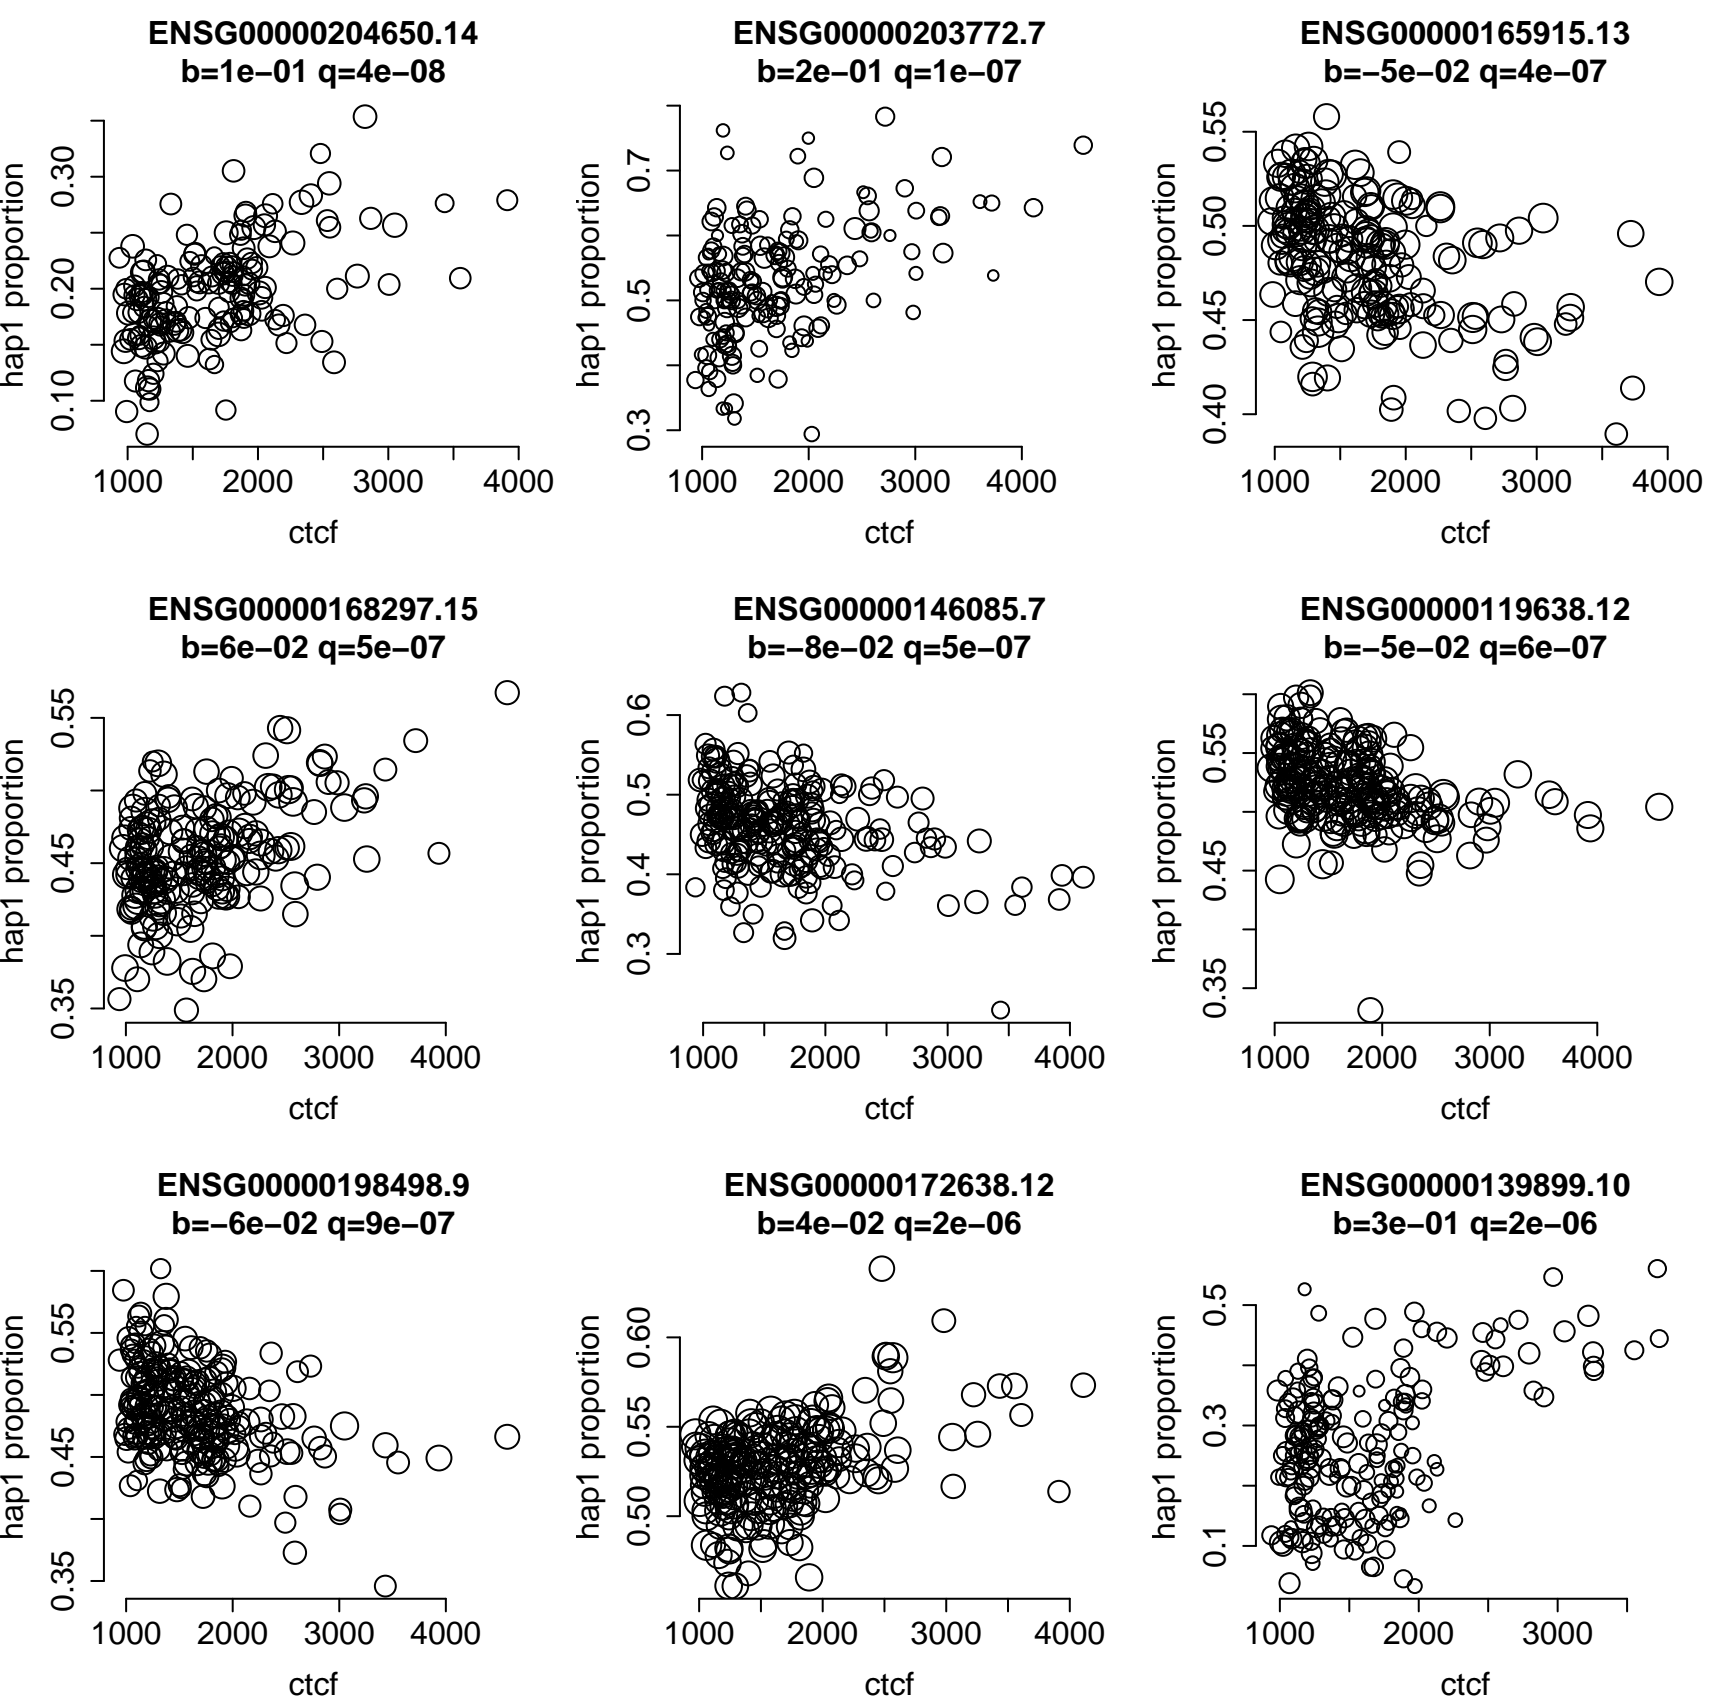 ENSG00000204650.14
b=1e−01 q=4e−08
hap1 proportion
0.10 0.20 0.30
1000 2000 3000 4000
ctcf
ENSG00000203772.7
b=2e−01 q=1e−07
hap1 proportion
0.3 0.5 0.7
1000 2000 3000 4000
ctcf
ENSG00000165915.13
b=−5e−02 q=4e−07
hap1 proportion
0.40 0.45 0.50 0.55
1000 2000 3000 4000
ctcf
ENSG00000168297.15
b=6e−02 q=5e−07
hap1 proportion
0.35 0.45 0.55
1000 2000 3000 4000
ctcf
ENSG00000146085.7
b=−8e−02 q=5e−07
hap1 proportion
0.3 0.4 0.5 0.6
1000 2000 3000 4000
ctcf
ENSG00000119638.12
b=−5e−02 q=6e−07
hap1 proportion
0.35 0.45 0.55
1000 2000 3000 4000
ctcf
ENSG00000198498.9
b=−6e−02 q=9e−07
hap1 proportion
0.35 0.45 0.55
1000 2000 3000 4000
ctcf
ENSG00000172638.12
b=4e−02 q=2e−06
hap1 proportion
0.50 0.55 0.60
1000 2000 3000 4000
ctcf
ENSG00000139899.10
b=3e−01 q=2e−06
hap1 proportion
0.1 0.3 0.5
1000 2000 3000
ctcf